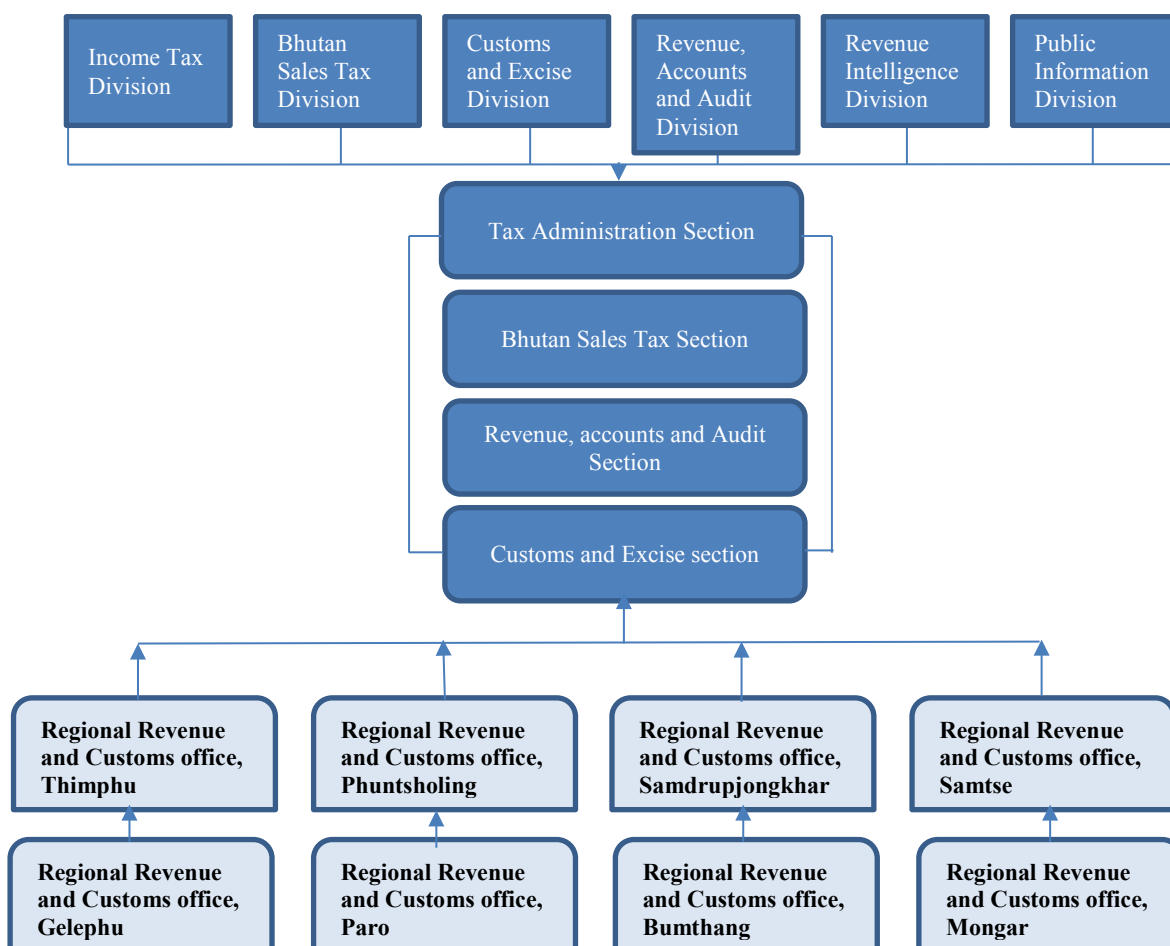 Income Tax
Division
Bhutan
Sales Tax
Division
Customs
and Excise
Division
Revenue,
Accounts
and Audit
Division
Revenue
Intelligence
Division
Public
Information
Division
Tax Administration Section
Bhutan Sales Tax Section
Revenue, accounts and Audit
Section
Customs and Excise section
Regional Revenue
and Customs office,
Thimphu
Regional Revenue
and Customs office,
Phuntsholing
Regional Revenue
and Customs office,
Samdrupjongkhar
Regional Revenue
and Customs office,
Samtse
Regional Revenue
and Customs office,
Gelephu
Regional Revenue
and Customs office,
Paro
Regional Revenue
and Customs office,
Bumthang
Regional Revenue
and Customs office,
Mongar